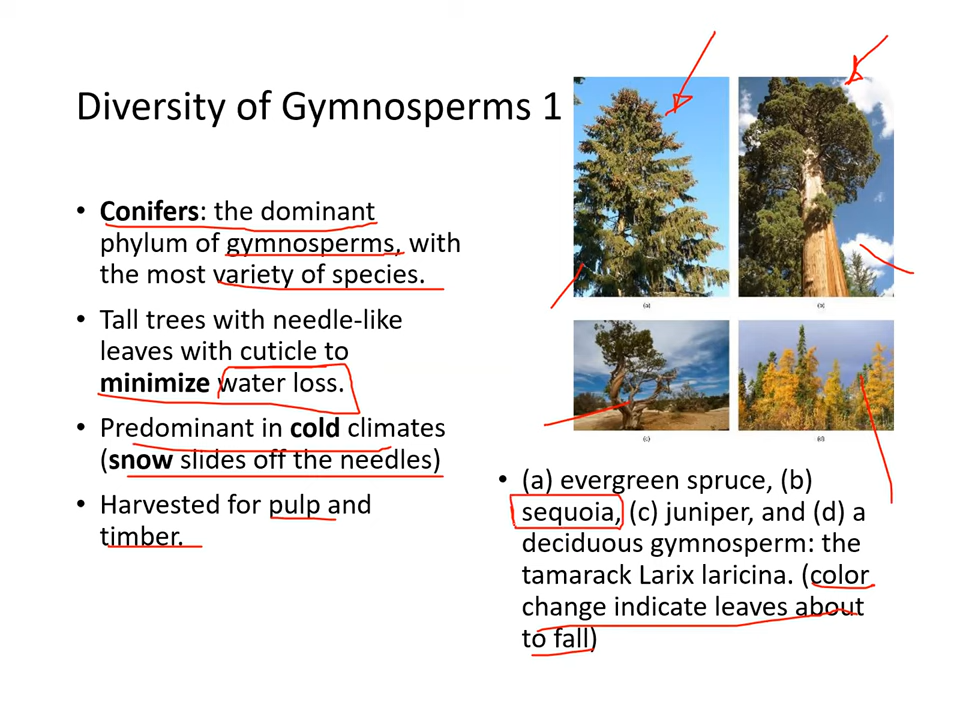 Diversity of Gymnosperms 1
• Conifers: the dominant
phylum of gymnosperms, with
the most variety of species.
• Tall trees with needle-like
leaves with cuticle to
minimize water loss.
• Predominant in cold climates
(snow slides off the needles)
• Harvested for pulp and
timber.
(a)
(c)
(d)
• (a) evergreen spruce, (b)
sequoia, (c) juniper, and (d) a
deciduous gymnosperm: the
tamarack Larix laricina. (color
change indicate leaves about
to fall)